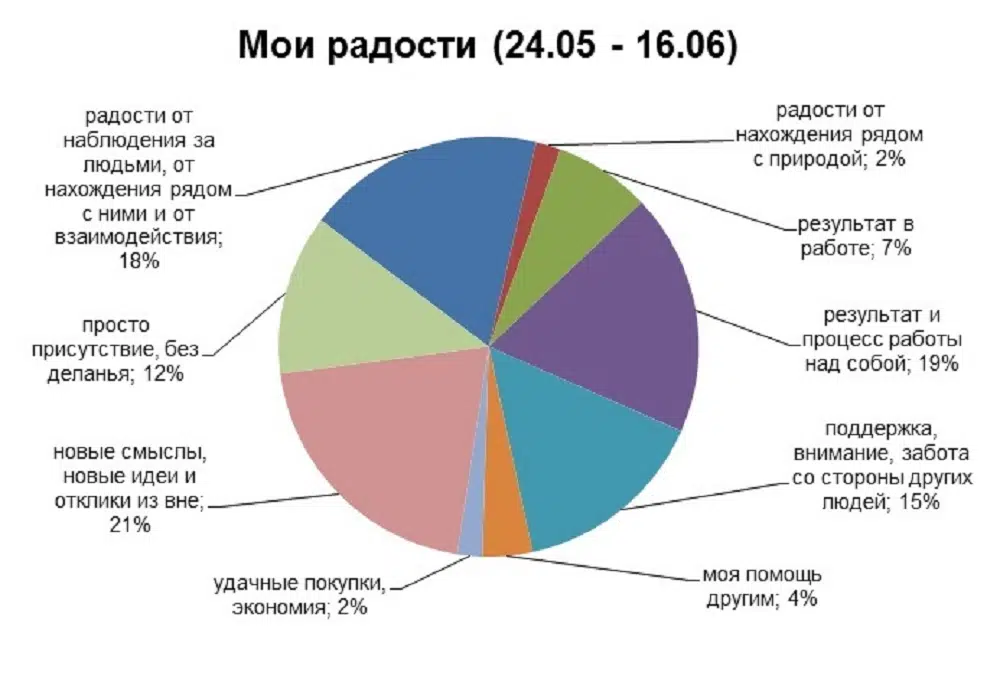 Мои радости (24.05 - 16.06)
радости от
наблюдения за
людьми, от
нахождения рядом
с ними и от
взаимодействия;
18%
радости от
нахождения рядом
с природой; 2%
результат в
работе; 7%
результат и
процесс работы
над собой; 19%
поддержка,
внимание, забота
со стороны других
людей; 15%
моя помощь
другим; 4%
удачные покупки,
экономия; 2%
новые смыслы,
новые идеи и
отклики из вне;
21%
просто
присутствие, без
деланья; 12%